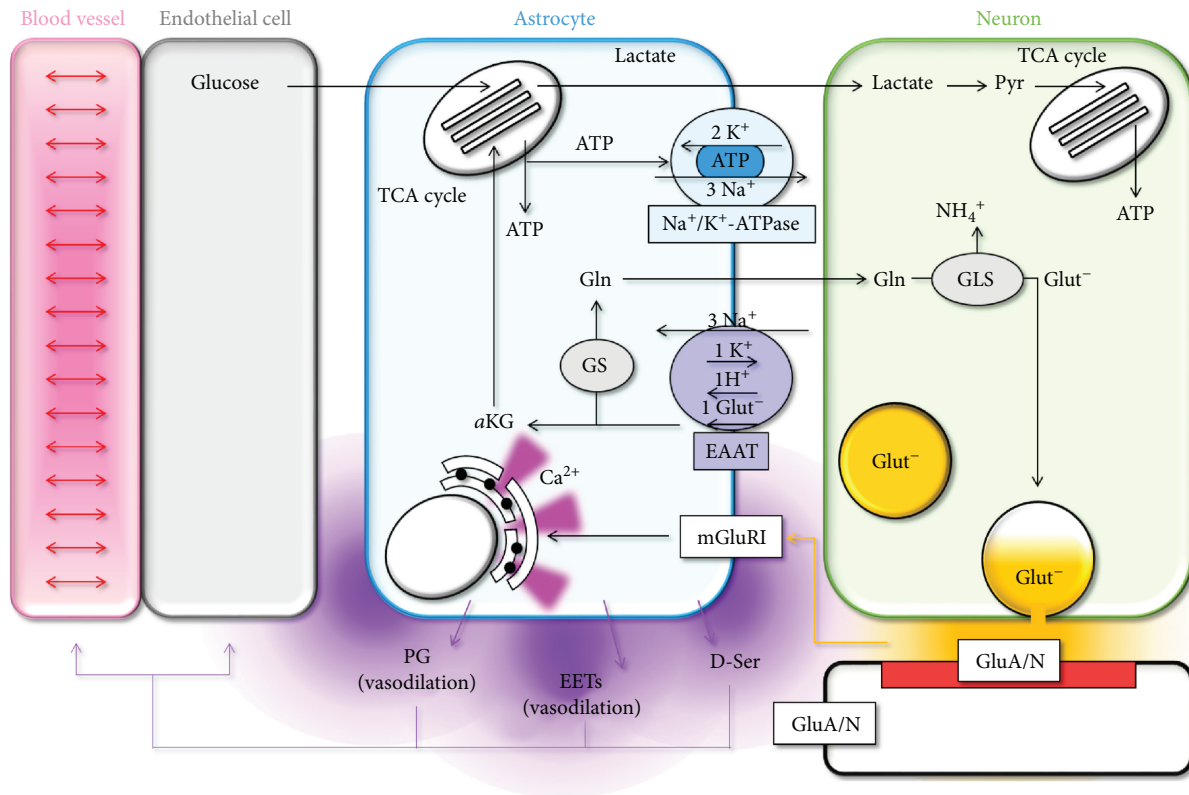 Blood vessel
Endothelial cell
Astrocyte
Neuron
Glucose
Lactate
TCA cycle
Lactate
Pyr
TCA cycle
ATP
ATP
ATP
2 K⁺
ATP
3 Na⁺
Na⁺/K⁺-ATPase
NH₄⁺
ATP
Gln
Gln
GLS
Glut⁻
GS
3 Na⁺
1 K⁺
1H⁺
1 Glut⁻
EAAT
aKG
Ca²⁺
Glut⁻
mGluRI
Glut⁻
PG
(vasodilation)
EETs
(vasodilation)
D-Ser
GluA/N
GluA/N